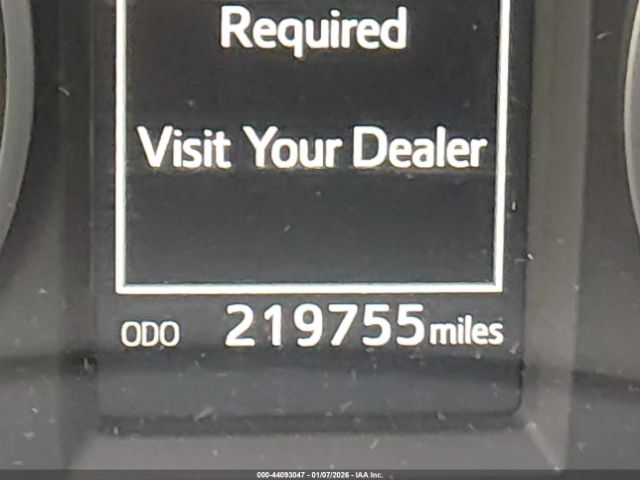 Required
Visit Your Dealer
ODO 219755 miles
000-44093047 - 01/07/2026 - IAA Inc.